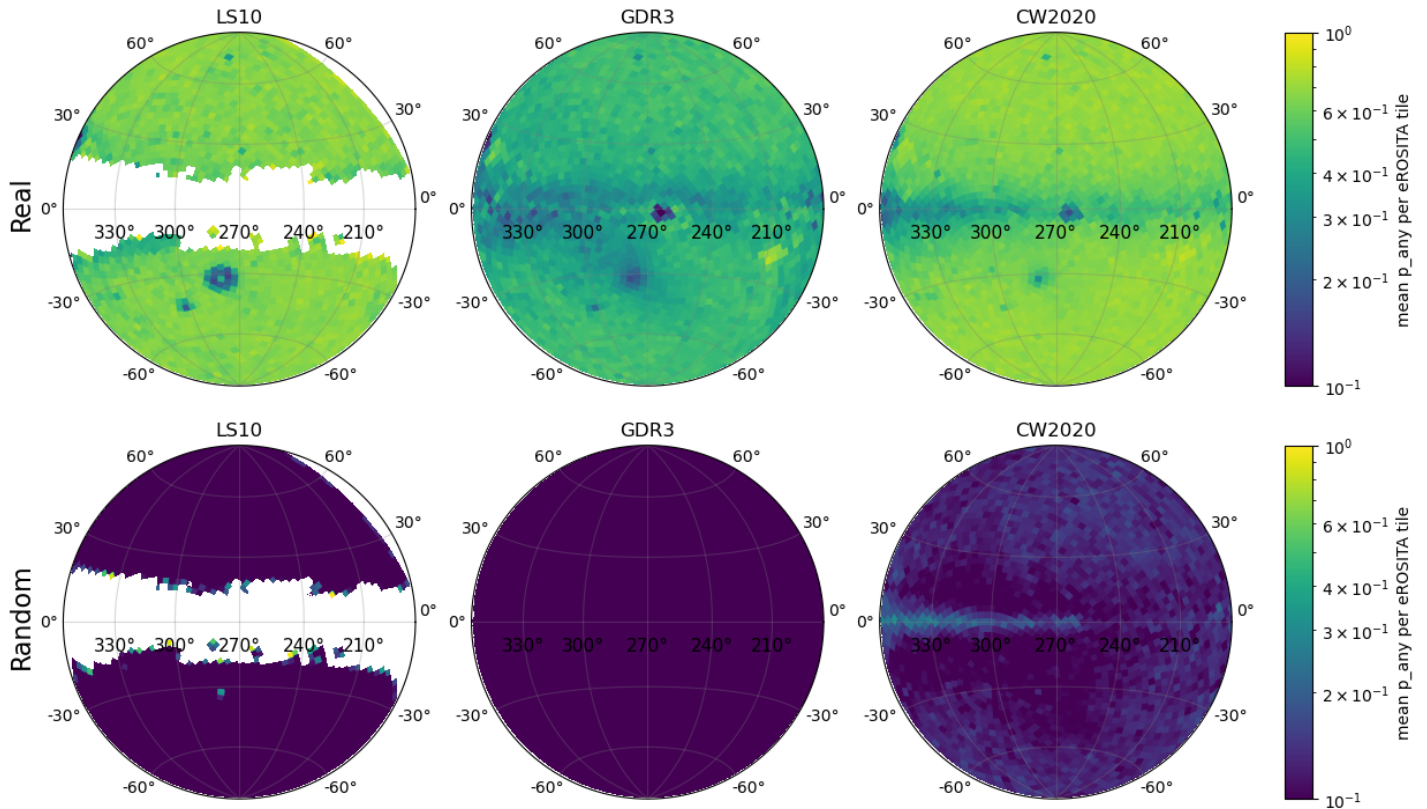 LS10 GDR3 CW2020
60° 60° 60° 60° 60° 60°
30° 30° 30° 30° 30° 30°
0° 0° 0° 0° 0° 0°
330° 300° 270° 240° 210° 330° 300° 270° 240° 210° 330° 300° 270° 240° 210°
-30° -30° -30° -30° -30° -30°
-60° -60° -60° -60° -60° -60°
Real
10⁰
6 × 10⁻¹
4 × 10⁻¹
3 × 10⁻¹
2 × 10⁻¹
10⁻¹
mean p_any per eROSITA tile
LS10 GDR3 CW2020
60° 60° 60° 60° 60° 60°
30° 30° 30° 30° 30° 30°
0° 0° 0° 0° 0° 0°
330° 300° 270° 240° 210° 330° 300° 270° 240° 210° 330° 300° 270° 240° 210°
-30° -30° -30° -30° -30° -30°
-60° -60° -60° -60° -60° -60°
Random
10⁰
6 × 10⁻¹
4 × 10⁻¹
3 × 10⁻¹
2 × 10⁻¹
10⁻¹
mean p_any per eROSITA tile